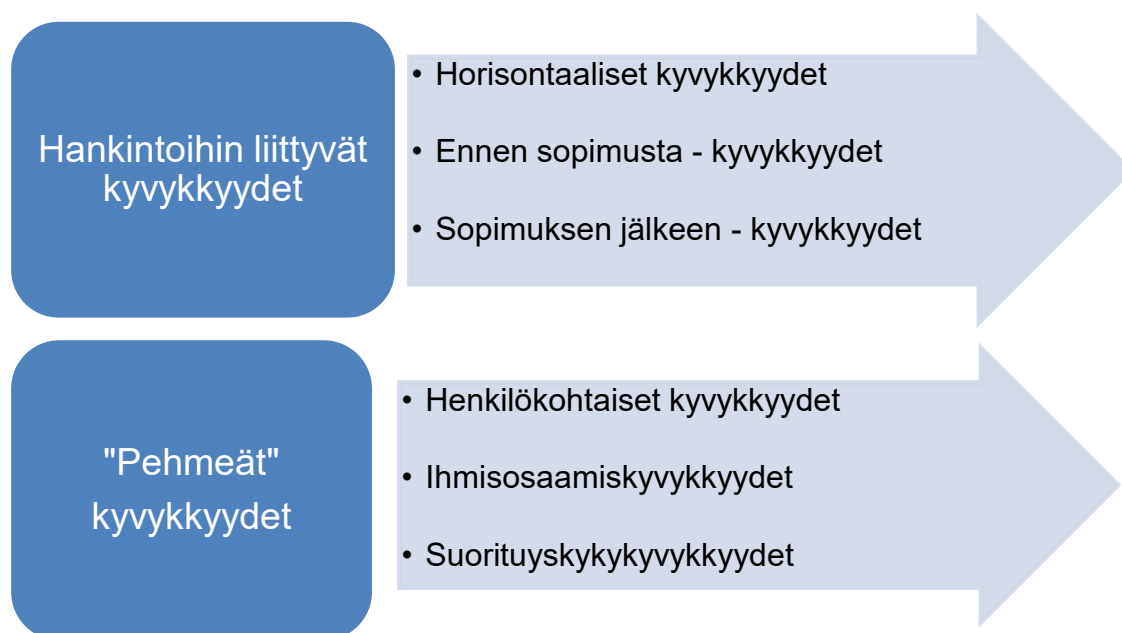 Hankintoihin liittyvät
kyvykkyydet
• Horisontaaliset kyvykkyydet
• Ennen sopimusta - kyvykkyydet
• Sopimuksen jälkeen - kyvykkyydet
"Pehmeät"
kyvykkyydet
• Henkilökohtaiset kyvykkyydet
• Ihmisosaamiskyvykkyydet
• Suorituyskykykyvykkyydet